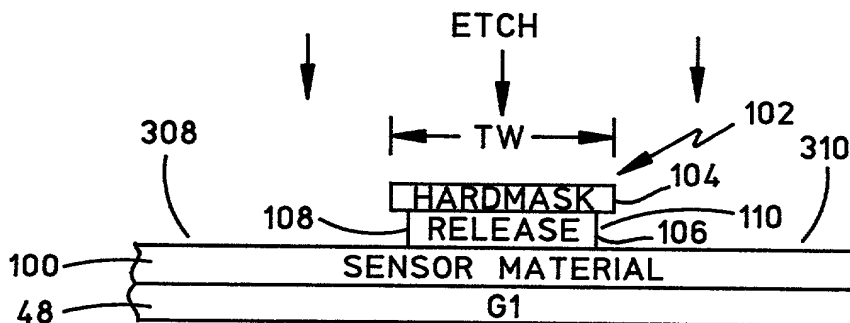 ETCH
TW
102
308
310
HARDMASK
104
108
RELEASE
110
106
100
SENSOR MATERIAL
48
G1